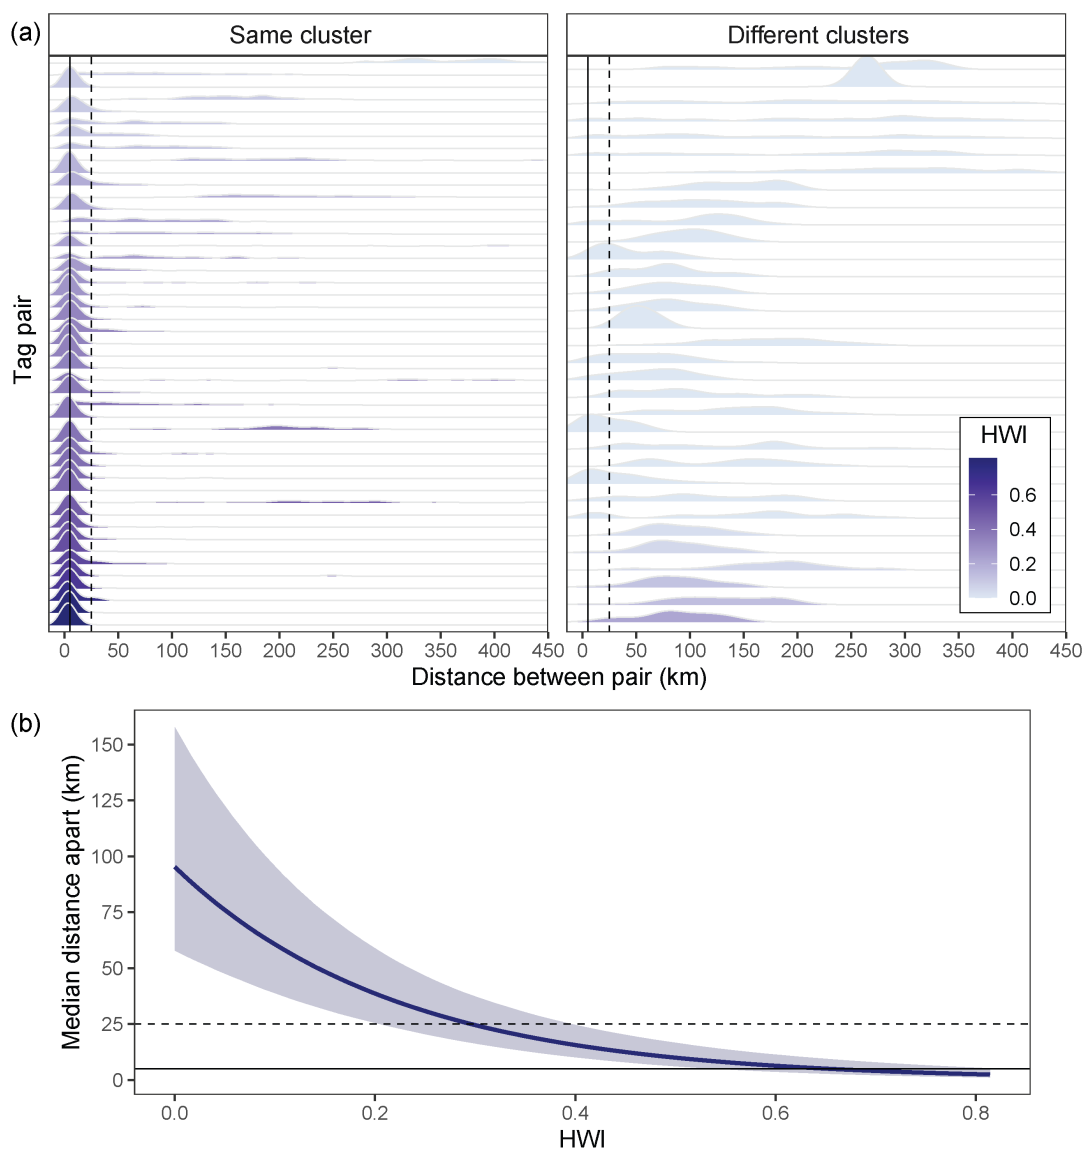 (a)
Same cluster
Different clusters
Tag pair
HWI
0.6
0.4
0.2
0.0
0 50 100 150 200 250 300 350 400 450
0 50 100 150 200 250 300 350 400 450
Distance between pair (km)
(b)
Median distance apart (km)
150
125
100
75
50
25
0
0.0 0.2 0.4 0.6 0.8
HWI